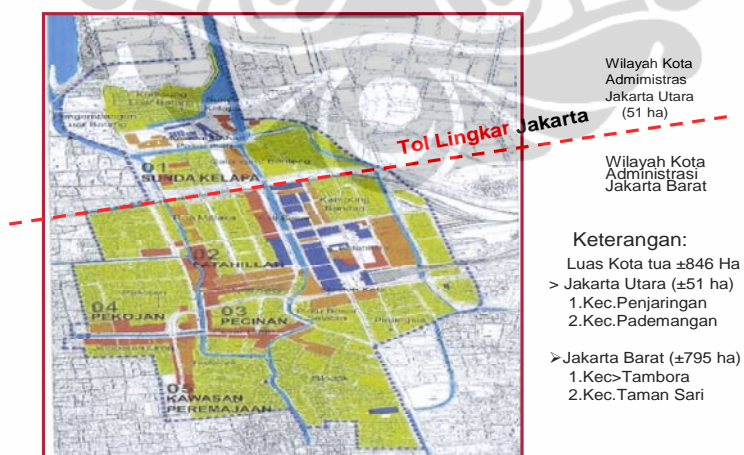 Wilayah Kota
Admimistras
Jakarta Utara
(51 ha)
Tol Lingkar Jakarta
Wilayah Kota
Administrasi
Jakarta Barat
Keterangan:
Luas Kota tua ±846 Ha
> Jakarta Utara (±51 ha)
1.Kec.Penjaringan
2.Kec.Pademangan
➢Jakarta Barat (±795 ha)
1.Kec>Tambora
2.Kec.Taman Sari
01
SUNDA KELAPA
02
FATAHILLAH
03
PECINAN
04
PEKOJAN
05
KAWASAN
PEREMAJAAN